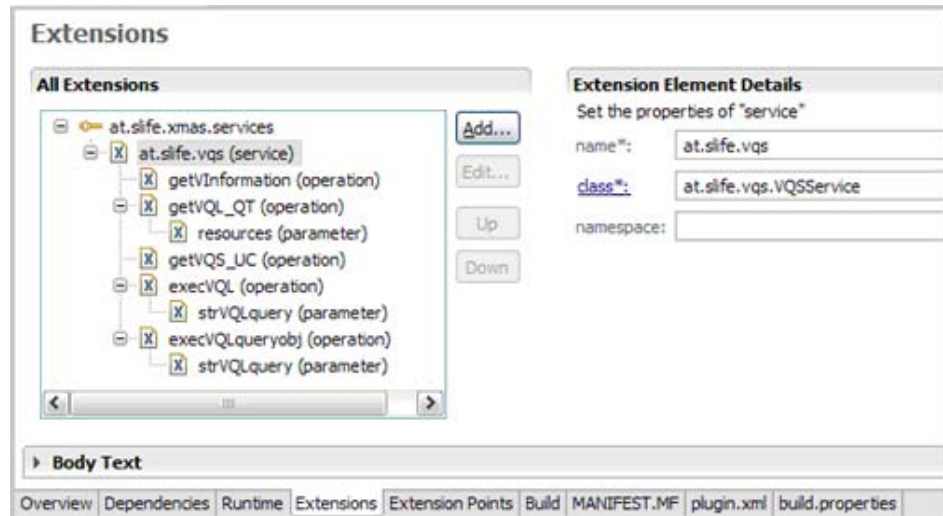 Extensions
All Extensions
at.slife.xmas.services
at.slife.vqs (service)
getVInformation (operation)
getVQL_QT (operation)
resources (parameter)
getVQS_UC (operation)
execVQL (operation)
strVQLquery (parameter)
execVQLqueryobj (operation)
strVQLquery (parameter)
Add...
Edit...
Up
Down
Extension Element Details
Set the properties of "service"
name*: at.slife.vqs
class*: at.slife.vqs.VQSService
namespace:
Body Text
Overview Dependencies Runtime Extensions Extension Points Build MANIFEST.MF plugin.xml build.properties